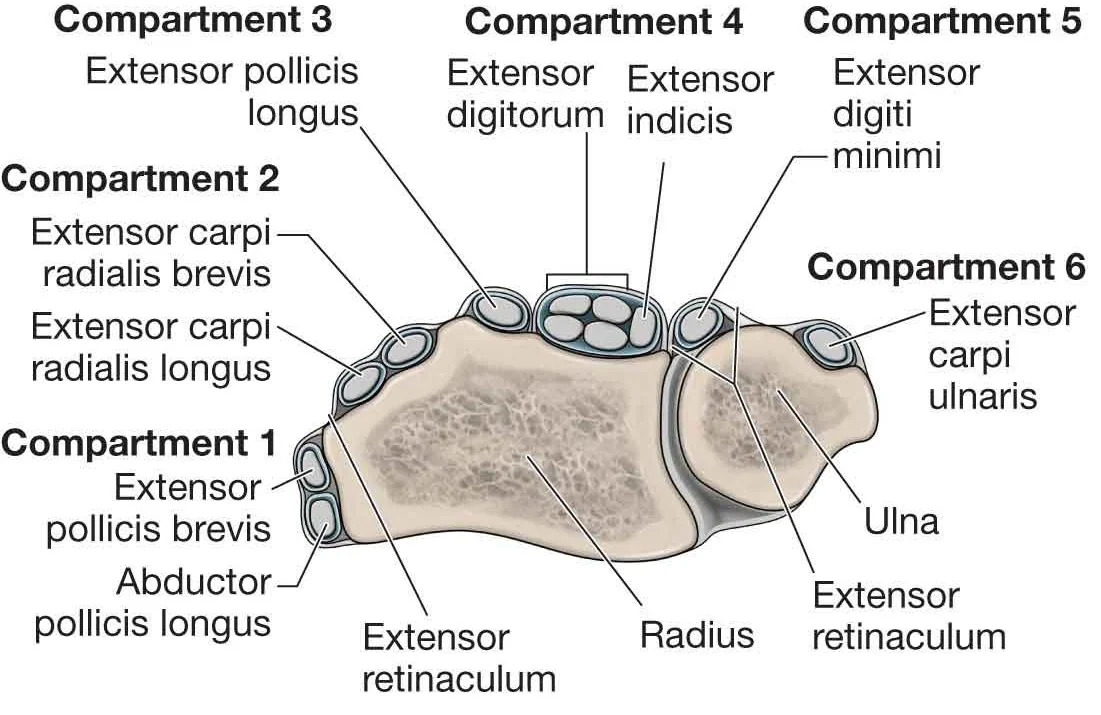 Compartment 3
Extensor pollicis
longus
Compartment 4
Extensor
digitorum
Extensor
indicis
Compartment 5
Extensor
digiti
minimi
Compartment 2
Extensor carpi
radialis brevis
Extensor carpi
radialis longus
Compartment 6
Extensor
carpi
ulnaris
Compartment 1
Extensor
pollicis brevis
Abductor
pollicis longus
Extensor
retinaculum
Radius
Ulna
Extensor
retinaculum